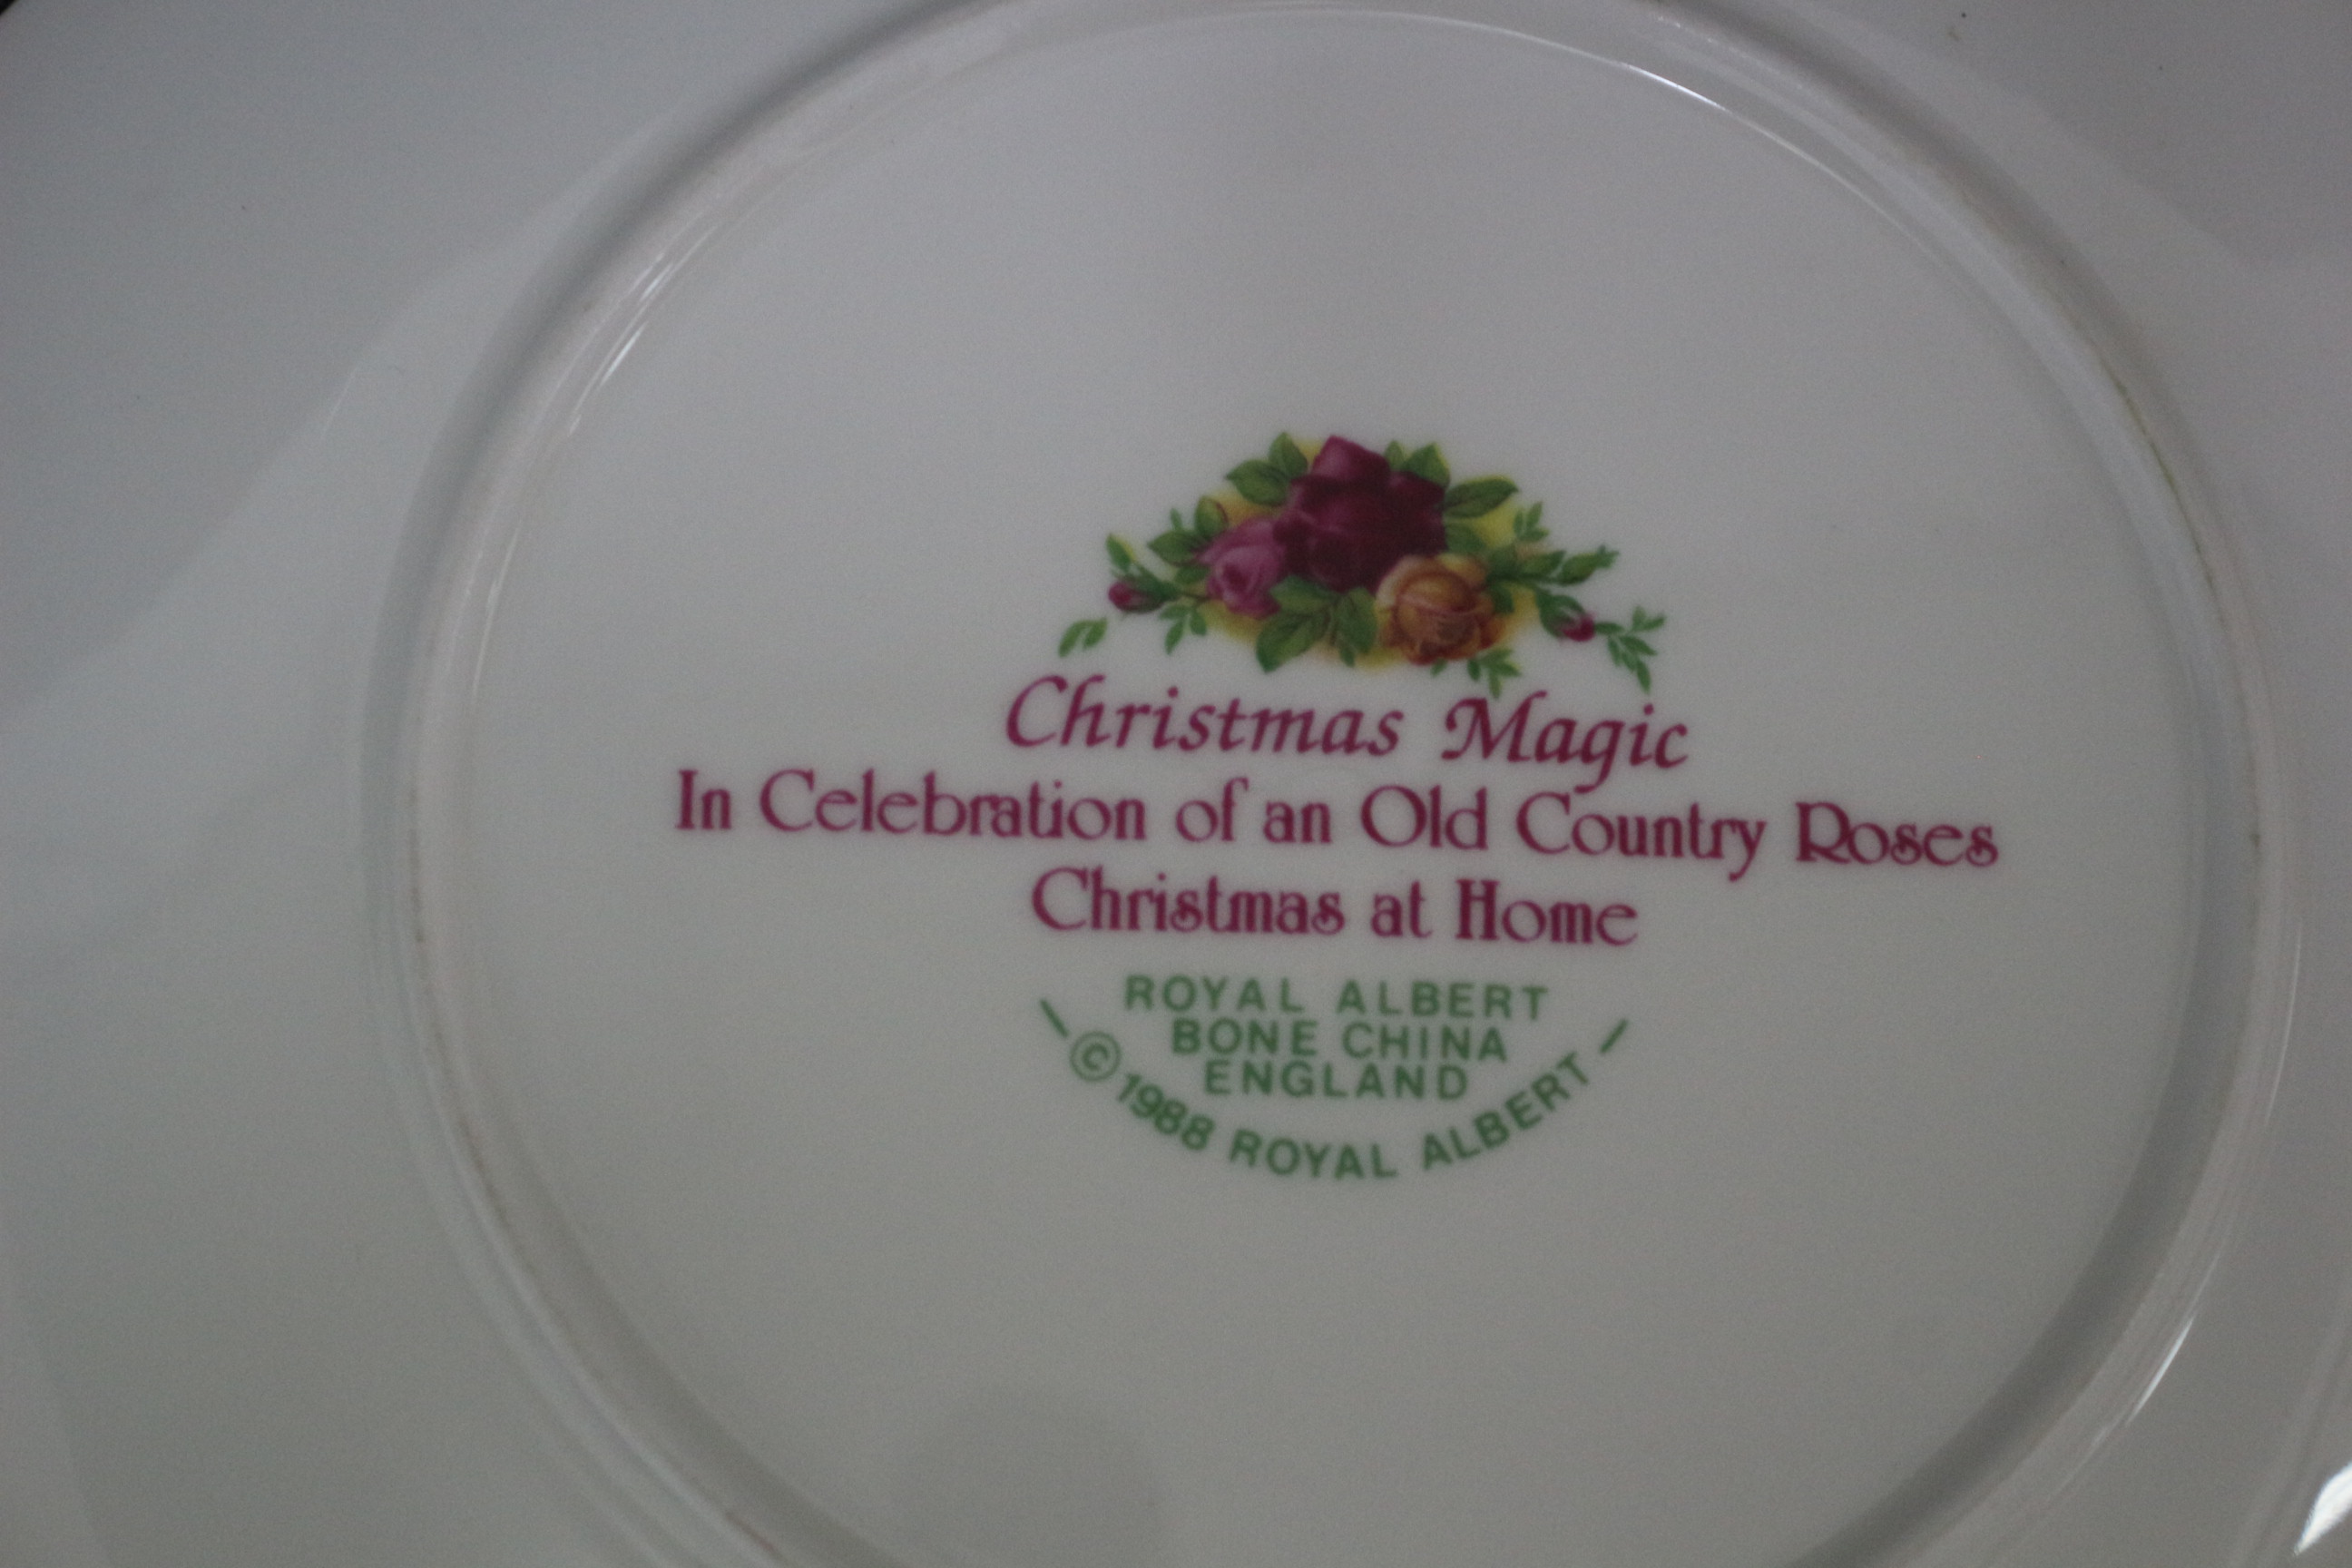 Christmas Magic
In Celebration of an Old Country Roses
Christmas at Home
ROYAL ALBERT
BONE CHINA
ENGLAND
© 1988 ROYAL ALBERT